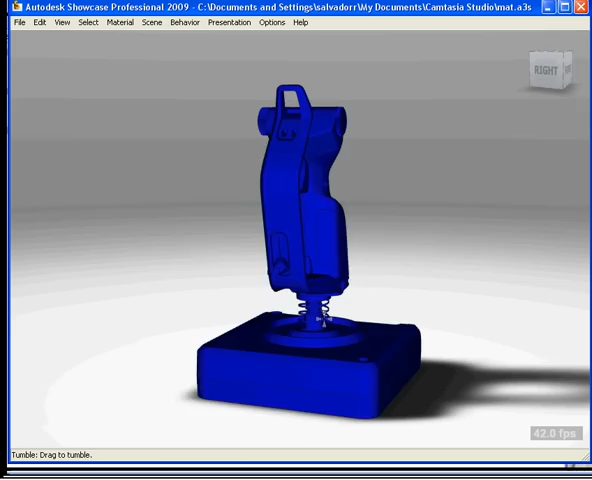 Autodesk Showcase Professional 2009 - C:\Documents and Settings\salvadorr\My Documents\Camtasia Studio\mat.a3s
File Edit View Select Material Scene Behavior Presentation Options Help
RIGHT
42.0 fps
Tumble: Drag to tumble.